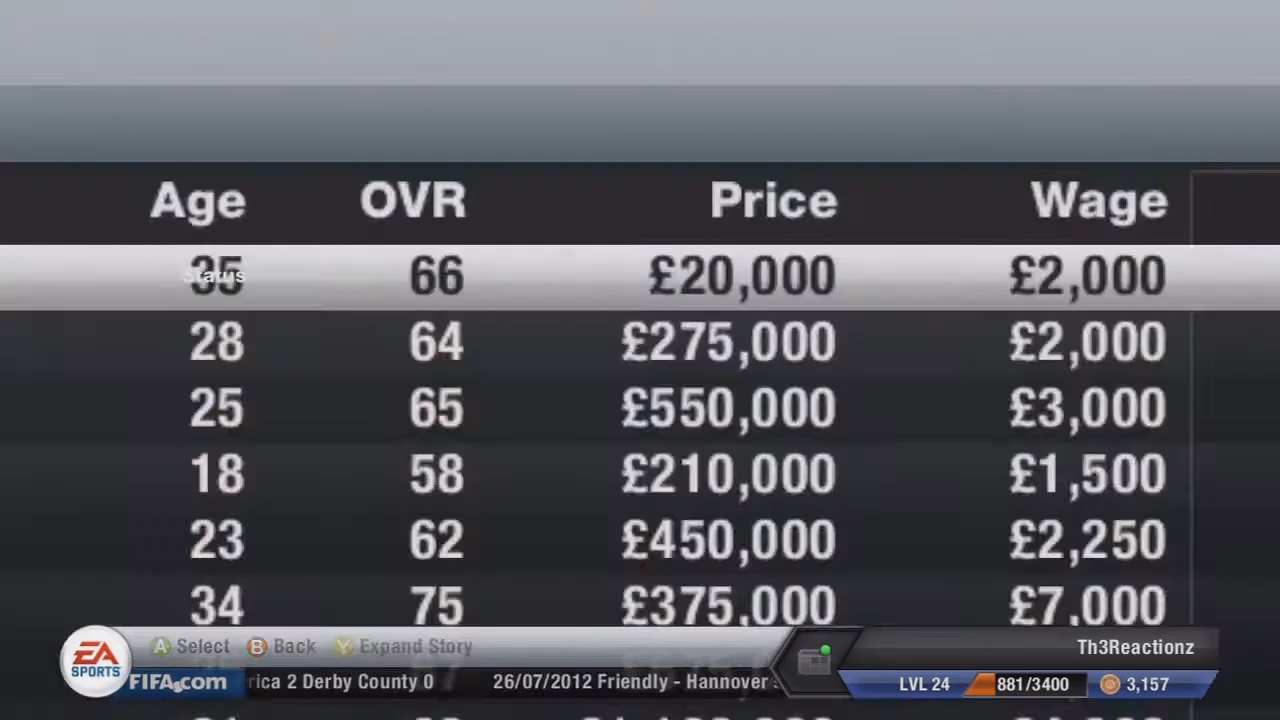 Age OVR Price Wage
35 66 £20,000 £2,000
Status
28 64 £275,000 £2,000
25 65 £550,000 £3,000
18 58 £210,000 £1,500
23 62 £450,000 £2,250
34 75 £375,000 £7,000
A Select B Back Y Expand Story
Th3Reactionz
EA SPORTS
FIFA.com rica 2 Derby County 0 26/07/2012 Friendly - Hannover
LVL 24 881/3400 3,157